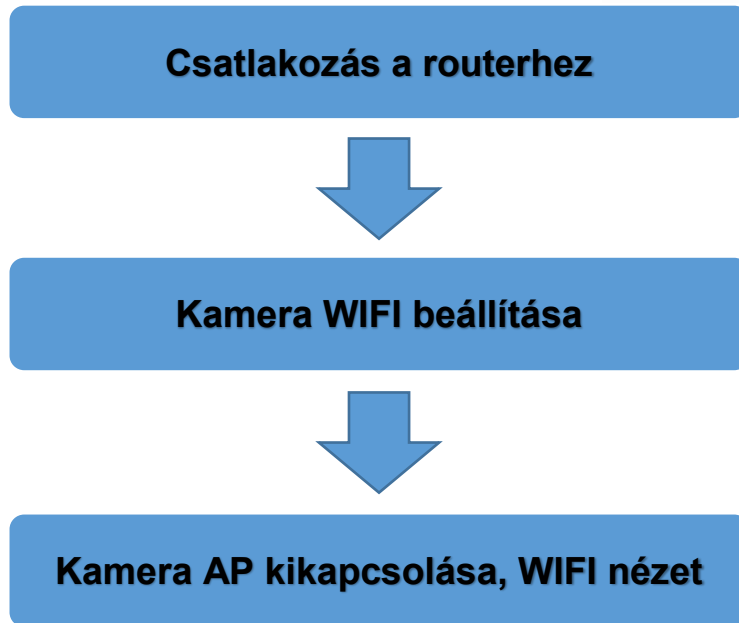 Csatlakozás a routerhez
Kamera WIFI beállítása
Kamera AP kikapcsolása, WIFI nézet